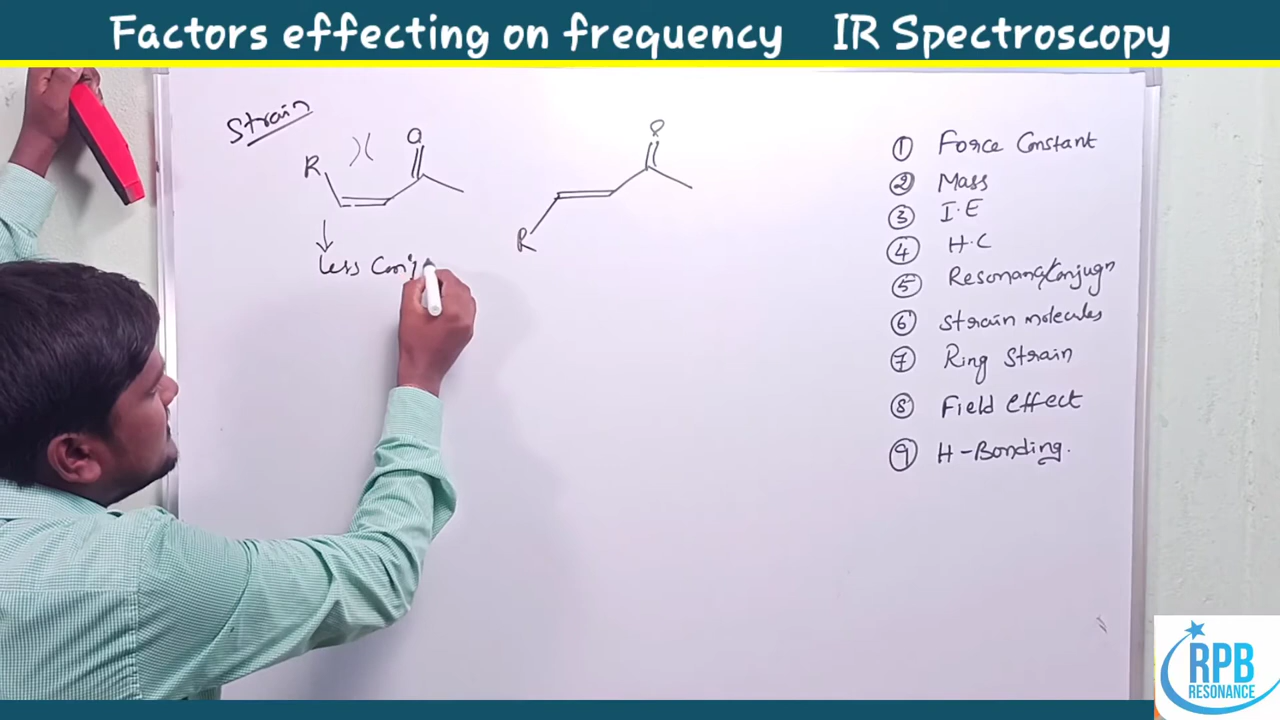 Factors effecting on frequency IR Spectroscopy
Strain
R O
O
R
↓
less Conj
① Force Constant
② Mass
③ I.E
④ H.C
⑤ Resonance/Conjugn
⑥ Strain molecules
⑦ Ring Strain
⑧ Field effect
⑨ H-Bonding.
RPB
RESONANCE